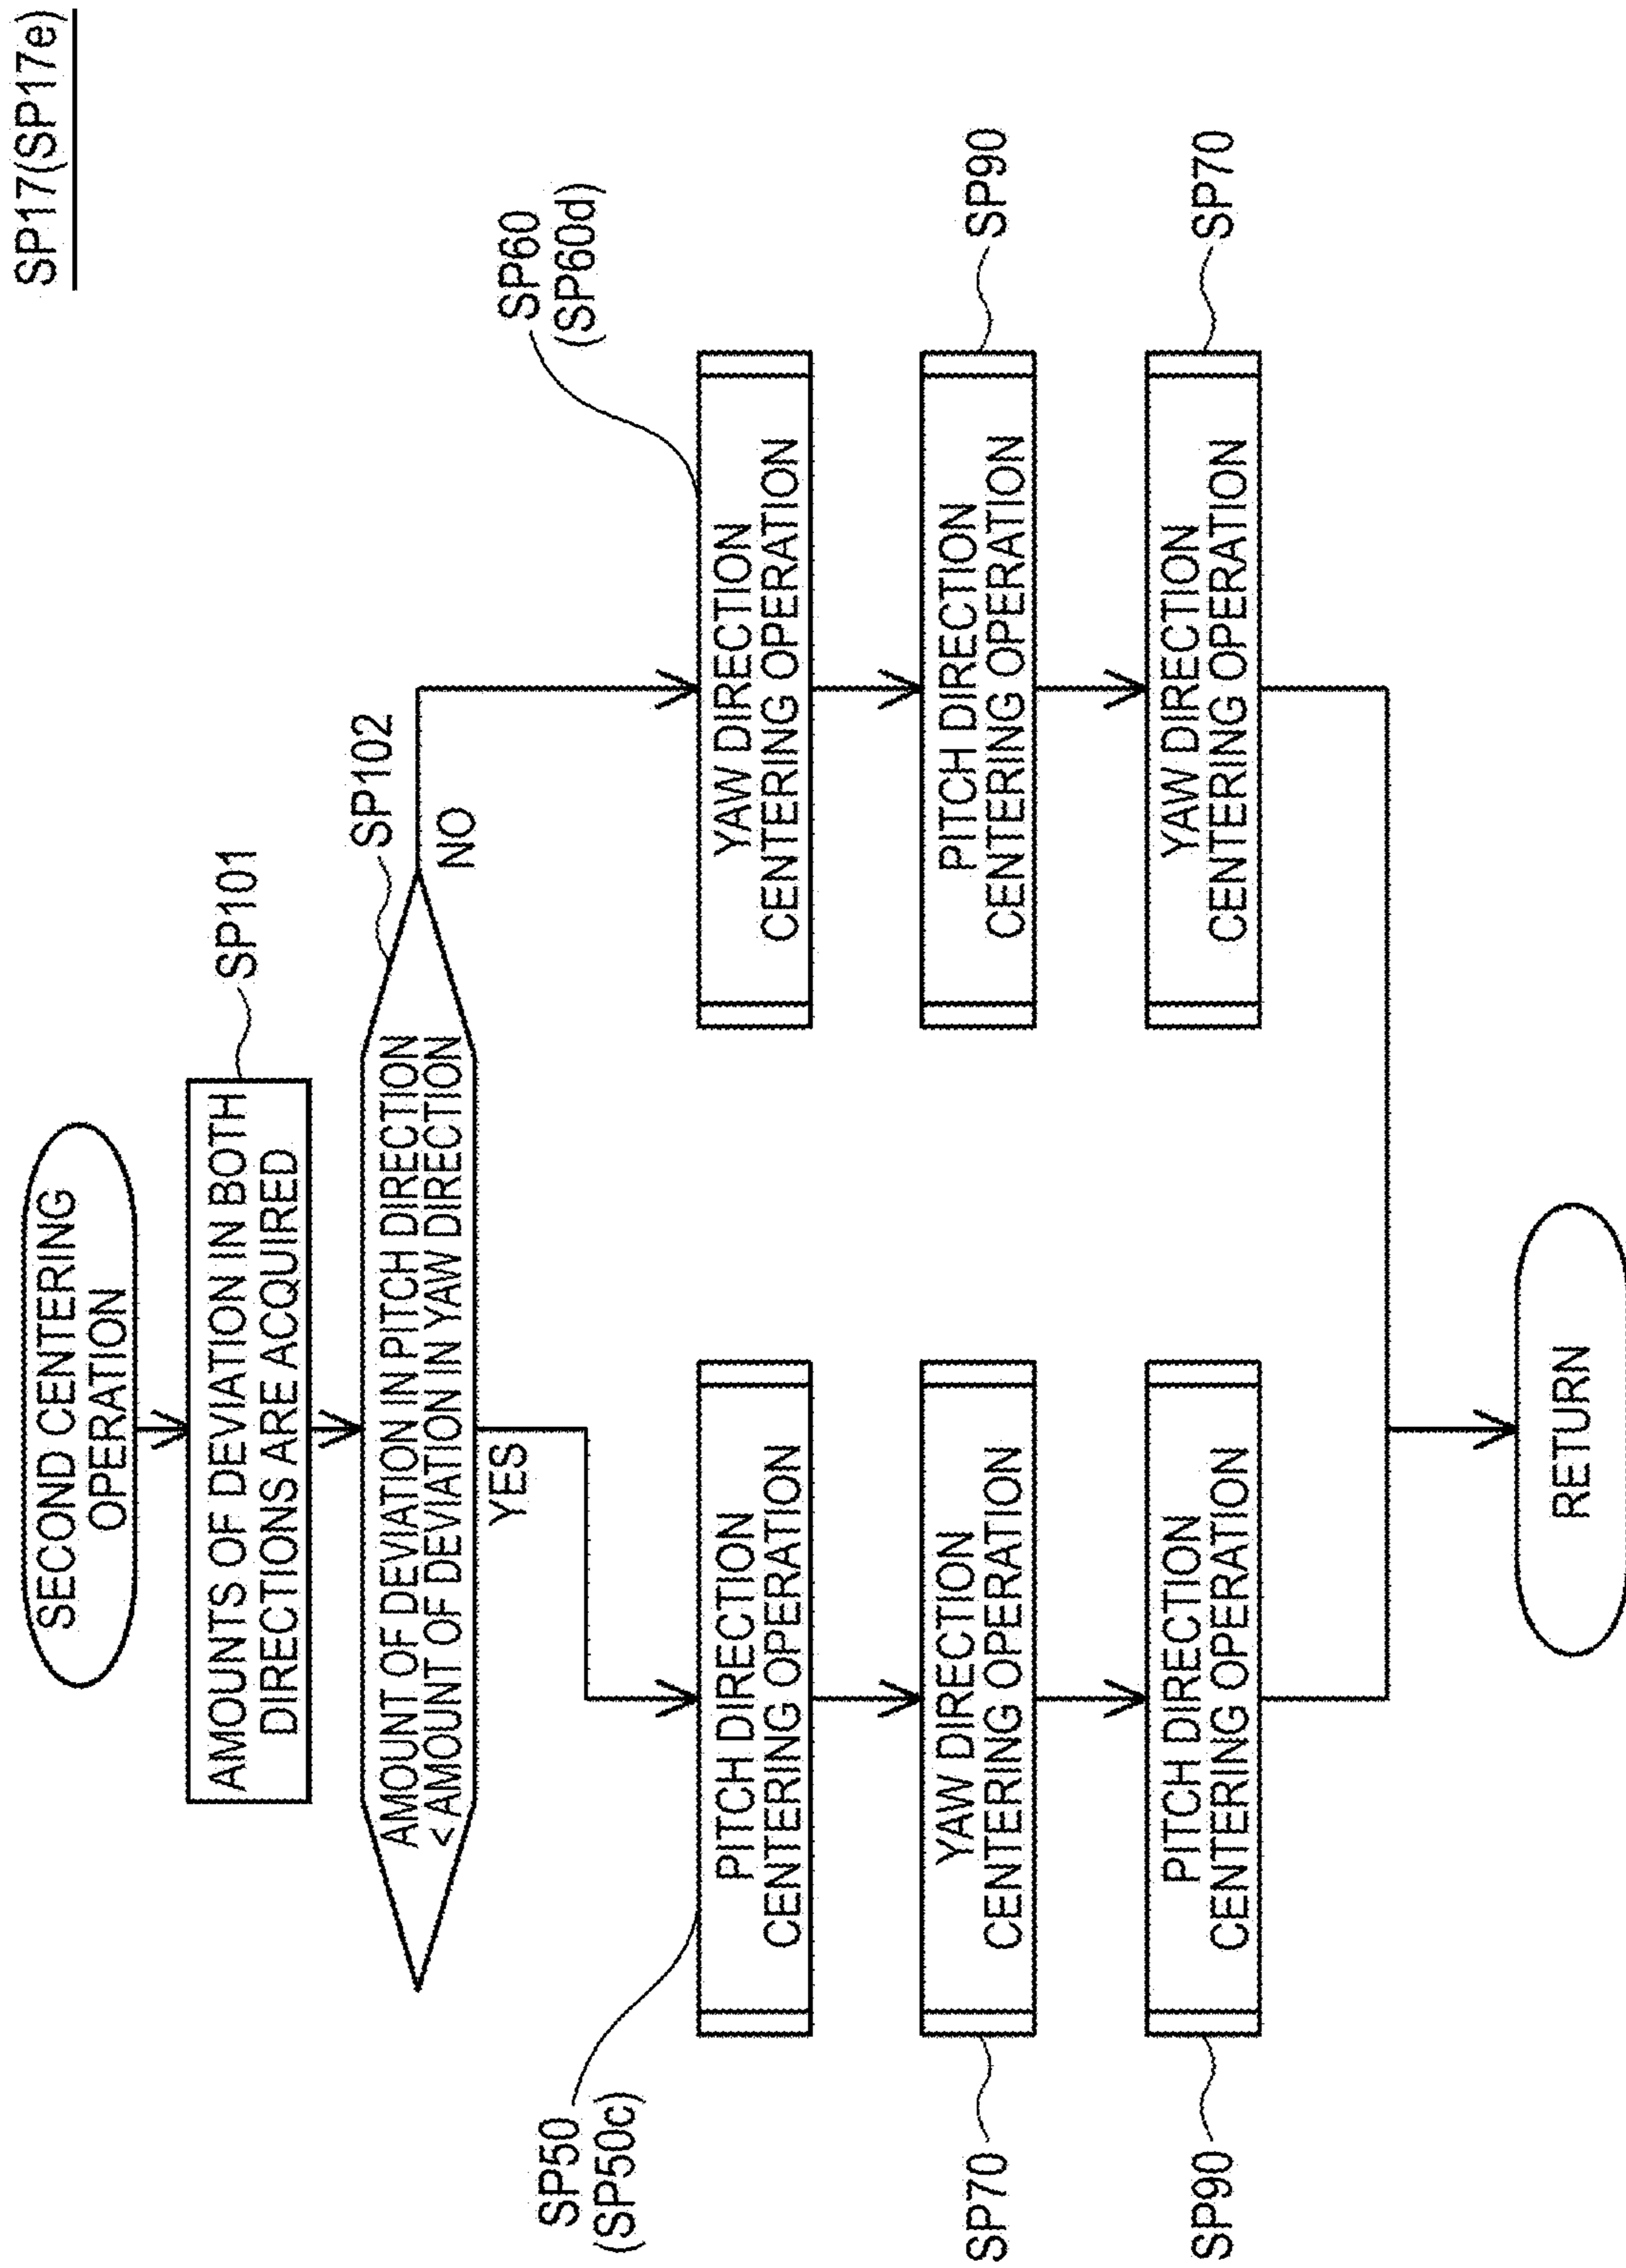 SP17(SP17e)
SECOND CENTERING
OPERATION
AMOUNTS OF DEVIATION IN BOTH
DIRECTIONS ARE ACQUIRED
SP101
AMOUNT OF DEVIATION IN PITCH DIRECTION
< AMOUNT OF DEVIATION IN YAW DIRECTION
SP102
YES
NO
SP50
(SP50c)
PITCH DIRECTION
CENTERING OPERATION
SP70
YAW DIRECTION
CENTERING OPERATION
SP90
PITCH DIRECTION
CENTERING OPERATION
SP60
(SP60d)
YAW DIRECTION
CENTERING OPERATION
SP90
PITCH DIRECTION
CENTERING OPERATION
SP70
YAW DIRECTION
CENTERING OPERATION
RETURN